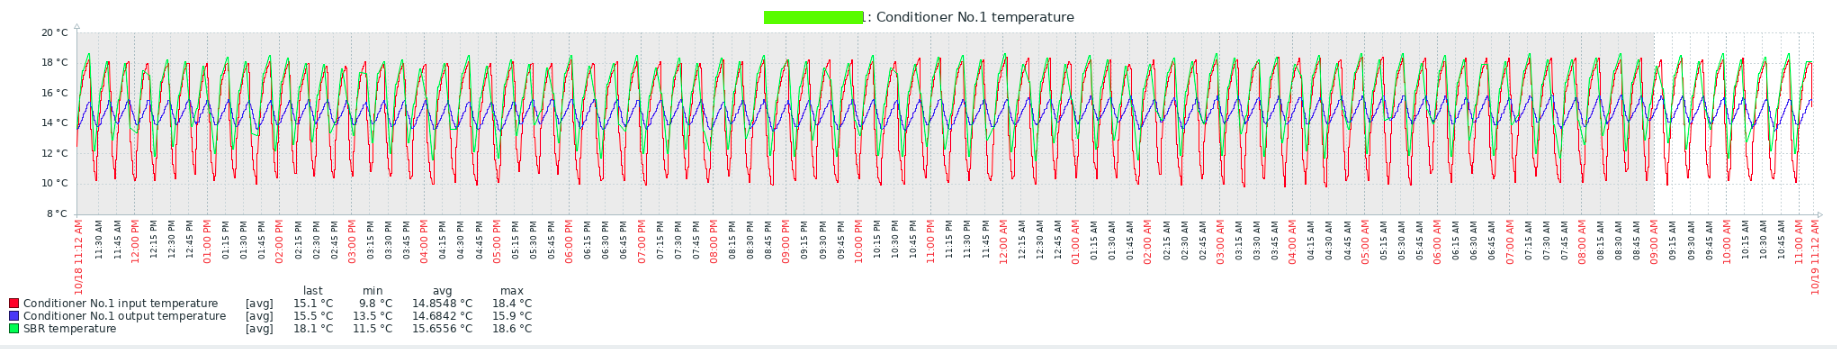 1: Conditioner No.1 temperature
20 °C
18 °C
16 °C
14 °C
12 °C
10 °C
8 °C
10/18 11:12 AM
11:30 AM
11:45 AM
12:00 PM
12:15 PM
12:30 PM
12:45 PM
01:00 PM
01:15 PM
01:30 PM
01:45 PM
02:00 PM
02:15 PM
02:30 PM
02:45 PM
03:00 PM
03:15 PM
03:30 PM
03:45 PM
04:00 PM
04:15 PM
04:30 PM
04:45 PM
05:00 PM
05:15 PM
05:30 PM
05:45 PM
06:00 PM
06:15 PM
06:30 PM
06:45 PM
07:00 PM
07:15 PM
07:30 PM
07:45 PM
08:00 PM
08:15 PM
08:30 PM
08:45 PM
09:00 PM
09:15 PM
09:30 PM
09:45 PM
10:00 PM
10:15 PM
10:30 PM
10:45 PM
11:00 PM
11:15 PM
11:30 PM
11:45 PM
12:00 AM
12:15 AM
12:30 AM
12:45 AM
01:00 AM
01:15 AM
01:30 AM
01:45 AM
02:00 AM
02:15 AM
02:30 AM
02:45 AM
03:00 AM
03:15 AM
03:30 AM
03:45 AM
04:00 AM
04:15 AM
04:30 AM
04:45 AM
05:00 AM
05:15 AM
05:30 AM
05:45 AM
06:00 AM
06:15 AM
06:30 AM
06:45 AM
07:00 AM
07:15 AM
07:30 AM
07:45 AM
08:00 AM
08:15 AM
08:30 AM
08:45 AM
09:00 AM
09:15 AM
09:30 AM
09:45 AM
10:00 AM
10:15 AM
10:30 AM
10:45 AM
11:00 AM
10/19 11:12 AM
last min avg max
Conditioner No.1 input temperature [avg] 15.1 °C 9.8 °C 14.8548 °C 18.4 °C
Conditioner No.1 output temperature [avg] 15.5 °C 13.5 °C 14.6842 °C 15.9 °C
SBR temperature [avg] 18.1 °C 11.5 °C 15.6556 °C 18.6 °C